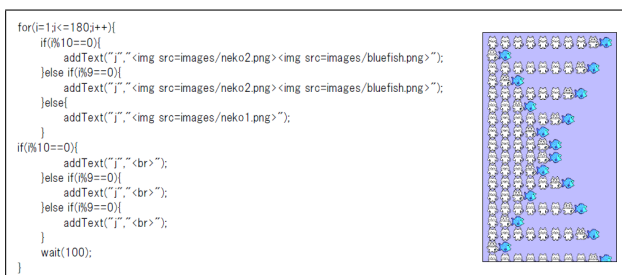 for(i=1;i<=180;i++){
if(i%10==0){
addText("j","<img src=images/neko2.png><img src=images/bluefish.png>");
}else if(i%9==0){
addText("j","<img src=images/neko2.png><img src=images/bluefish.png>");
}else{
addText("j","<img src=images/neko1.png>");
}
if(i%10==0){
addText("j","<br>");
}else if(i%9==0){
addText("j","<br>");
}else if(i%9==0){
addText("j","<br>");
}
wait(100);
}